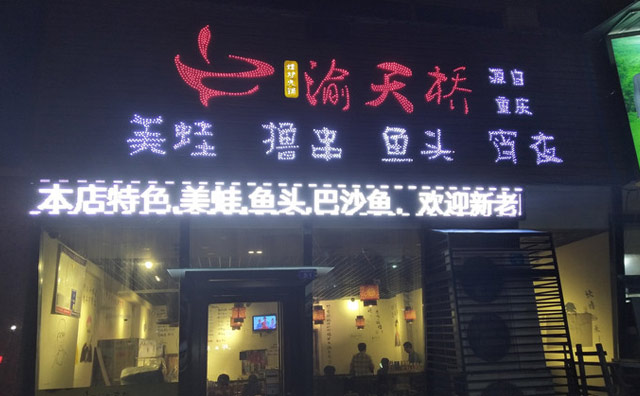 渝天桥
源自
重庆
美蛙 撸串 鱼头 宵夜
本店特色,美蛙,鱼头,巴沙鱼。欢迎新老